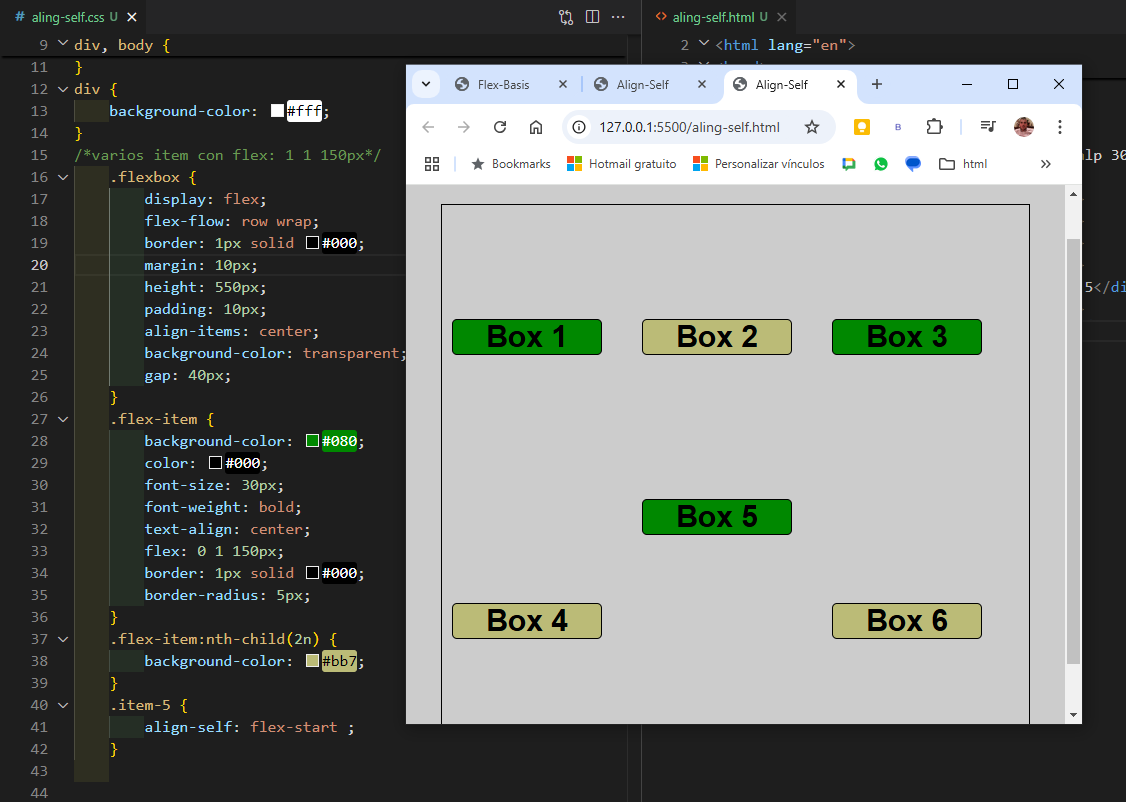 # aling-self.css U
<> aling-self.html U
9 div, body {
11 }
12 div {
13 background-color: #fff;
14 }
15 /*varios item con flex: 1 1 150px*/
16 .flexbox {
17 display: flex;
18 flex-flow: row wrap;
19 border: 1px solid #000;
20 margin: 10px;
21 height: 550px;
22 padding: 10px;
23 align-items: center;
24 background-color: transparent;
25 gap: 40px;
26 }
27 .flex-item {
28 background-color: #080;
29 color: #000;
30 font-size: 30px;
31 font-weight: bold;
32 text-align: center;
33 flex: 0 1 150px;
34 border: 1px solid #000;
35 border-radius: 5px;
36 }
37 .flex-item:nth-child(2n) {
38 background-color: #bb7;
39 }
40 .item-5 {
41 align-self: flex-start ;
42 }
43
44
2 <html lang="en">
lp 30
5</di
Flex-Basis
Align-Self
Align-Self
127.0.0.1:5500/aling-self.html
B
Bookmarks Hotmail gratuito Personalizar vínculos html
Box 1 Box 2 Box 3
Box 5
Box 4 Box 6